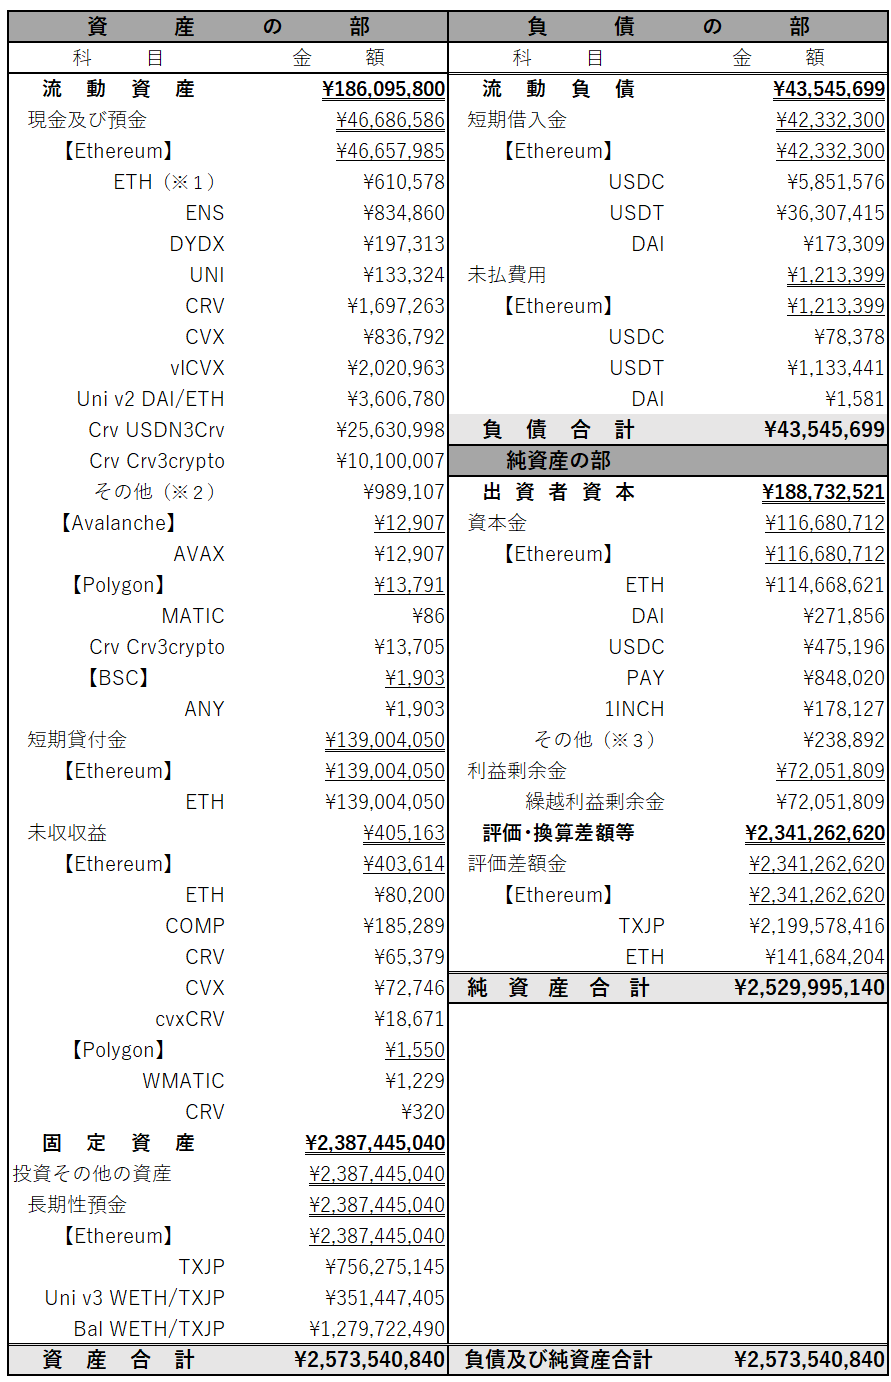 資産の部
科目 金額
流動資産 ¥186,095,800
現金及び預金 ¥46,686,586
【Ethereum】 ¥46,657,985
ETH（※１） ¥610,578
ENS ¥834,860
DYDX ¥197,313
UNI ¥133,324
CRV ¥1,697,263
CVX ¥836,792
vlCVX ¥2,020,963
Uni v2 DAI/ETH ¥3,606,780
Crv USDN3Crv ¥25,630,998
Crv Crv3crypto ¥10,100,007
その他（※２） ¥989,107
【Avalanche】 ¥12,907
AVAX ¥12,907
【Polygon】 ¥13,791
MATIC ¥86
Crv Crv3crypto ¥13,705
【BSC】 ¥1,903
ANY ¥1,903
短期貸付金 ¥139,004,050
【Ethereum】 ¥139,004,050
ETH ¥139,004,050
未収収益 ¥405,163
【Ethereum】 ¥403,614
ETH ¥80,200
COMP ¥185,289
CRV ¥65,379
CVX ¥72,746
cvxCRV ¥18,671
【Polygon】 ¥1,550
WMATIC ¥1,229
CRV ¥320
固定資産 ¥2,387,445,040
投資その他の資産 ¥2,387,445,040
長期性預金 ¥2,387,445,040
【Ethereum】 ¥2,387,445,040
TXJP ¥756,275,145
Uni v3 WETH/TXJP ¥351,447,405
Bal WETH/TXJP ¥1,279,722,490
資産合計 ¥2,573,540,840
負債の部
科目 金額
流動負債 ¥43,545,699
短期借入金 ¥42,332,300
【Ethereum】 ¥42,332,300
USDC ¥5,851,576
USDT ¥36,307,415
DAI ¥173,309
未払費用 ¥1,213,399
【Ethereum】 ¥1,213,399
USDC ¥78,378
USDT ¥1,133,441
DAI ¥1,581
負債合計 ¥43,545,699
純資産の部
出資者資本 ¥188,732,521
資本金 ¥116,680,712
【Ethereum】 ¥116,680,712
ETH ¥114,668,621
DAI ¥271,856
USDC ¥475,196
PAY ¥848,020
1INCH ¥178,127
その他（※３） ¥238,892
利益剰余金 ¥72,051,809
繰越利益剰余金 ¥72,051,809
評価・換算差額等 ¥2,341,262,620
評価差額金 ¥2,341,262,620
【Ethereum】 ¥2,341,262,620
TXJP ¥2,199,578,416
ETH ¥141,684,204
純資産合計 ¥2,529,995,140
負債及び純資産合計 ¥2,573,540,840